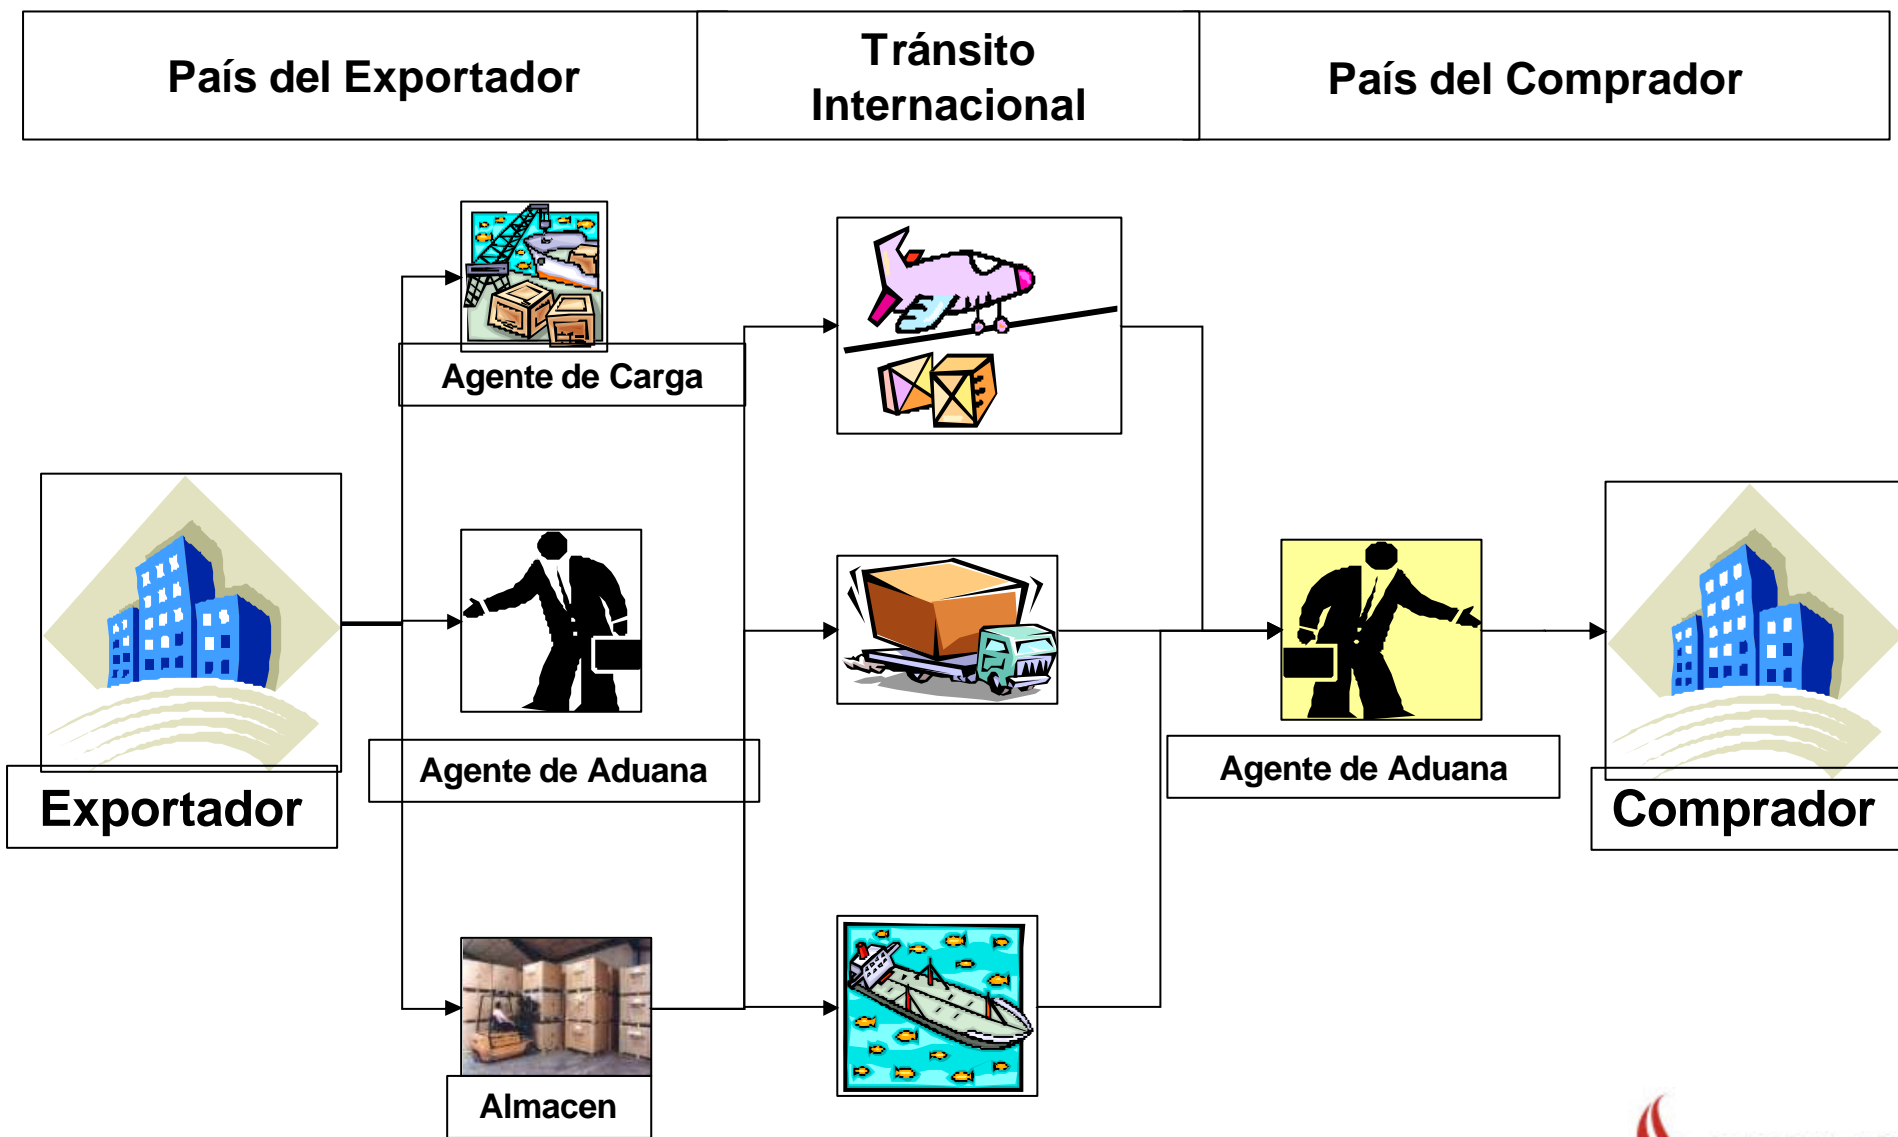 País del Exportador
Tránsito
Internacional
País del Comprador
Agente de Carga
Agente de Aduana
Agente de Aduana
Exportador
Comprador
Almacen